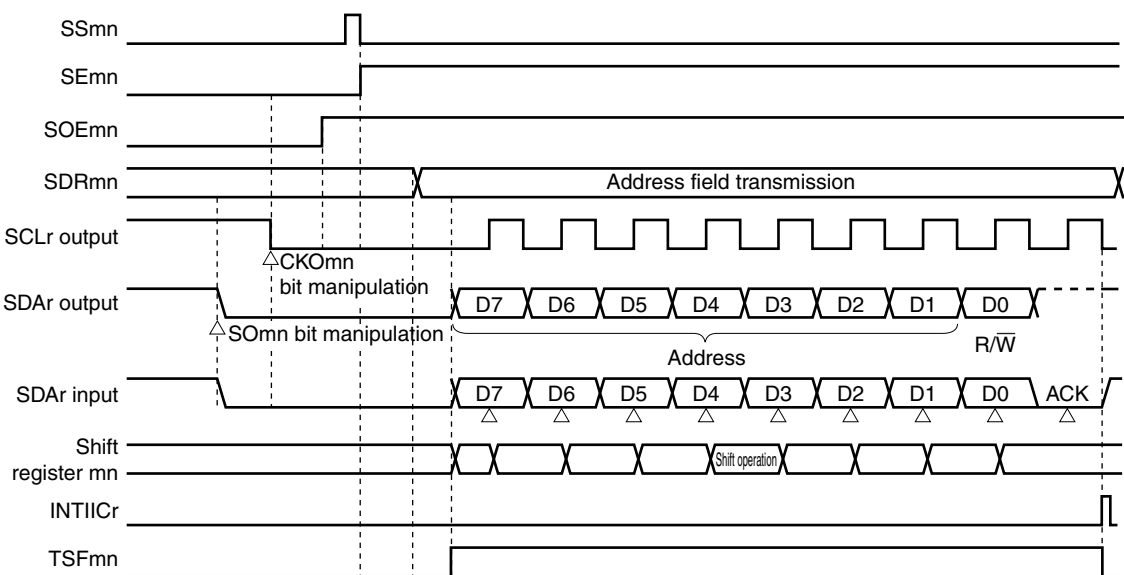 SSmn
SEmn
SOEmn
SDRmn
Address field transmission
SCLr output
△CKOmn
bit manipulation
SDAr output
D7 D6 D5 D4 D3 D2 D1 D0
△SOmn bit manipulation
Address
R/W̅
SDAr input
D7 D6 D5 D4 D3 D2 D1 D0 ACK
Shift
register mn
Shift operation
INTIICr
TSFmn